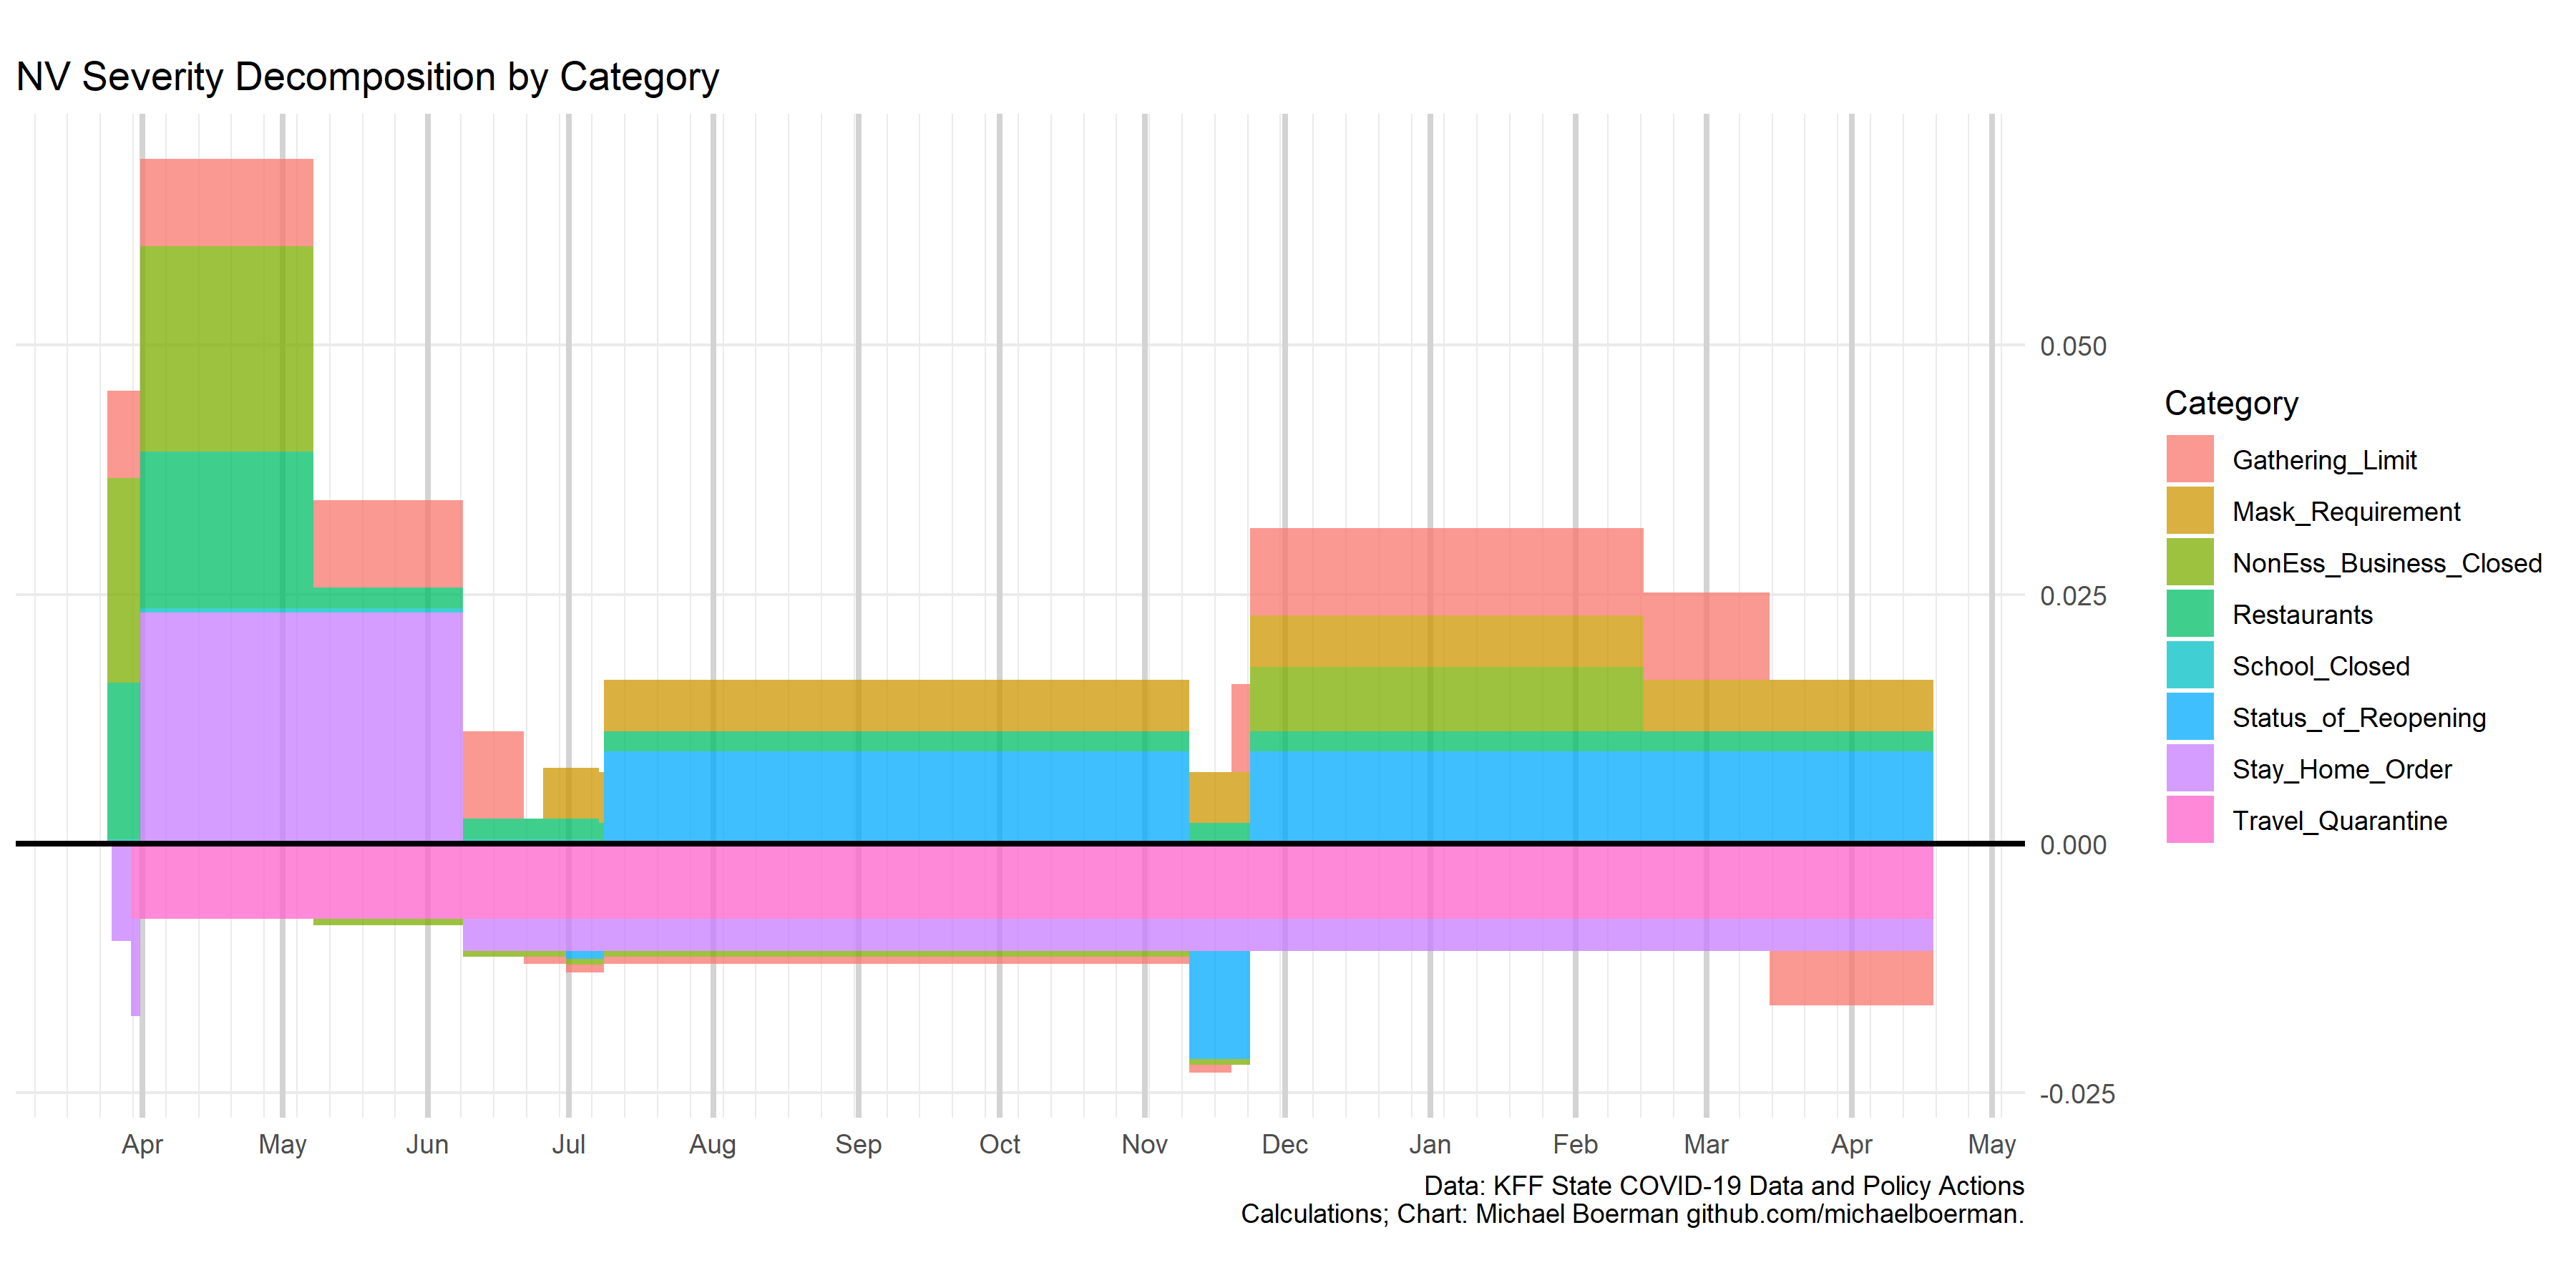 NV Severity Decomposition by Category
0.050
0.025
0.000
-0.025
Apr May Jun Jul Aug Sep Oct Nov Dec Jan Feb Mar Apr May
Category
Gathering_Limit
Mask_Requirement
NonEss_Business_Closed
Restaurants
School_Closed
Status_of_Reopening
Stay_Home_Order
Travel_Quarantine
Data: KFF State COVID-19 Data and Policy Actions
Calculations; Chart: Michael Boerman github.com/michaelboerman.